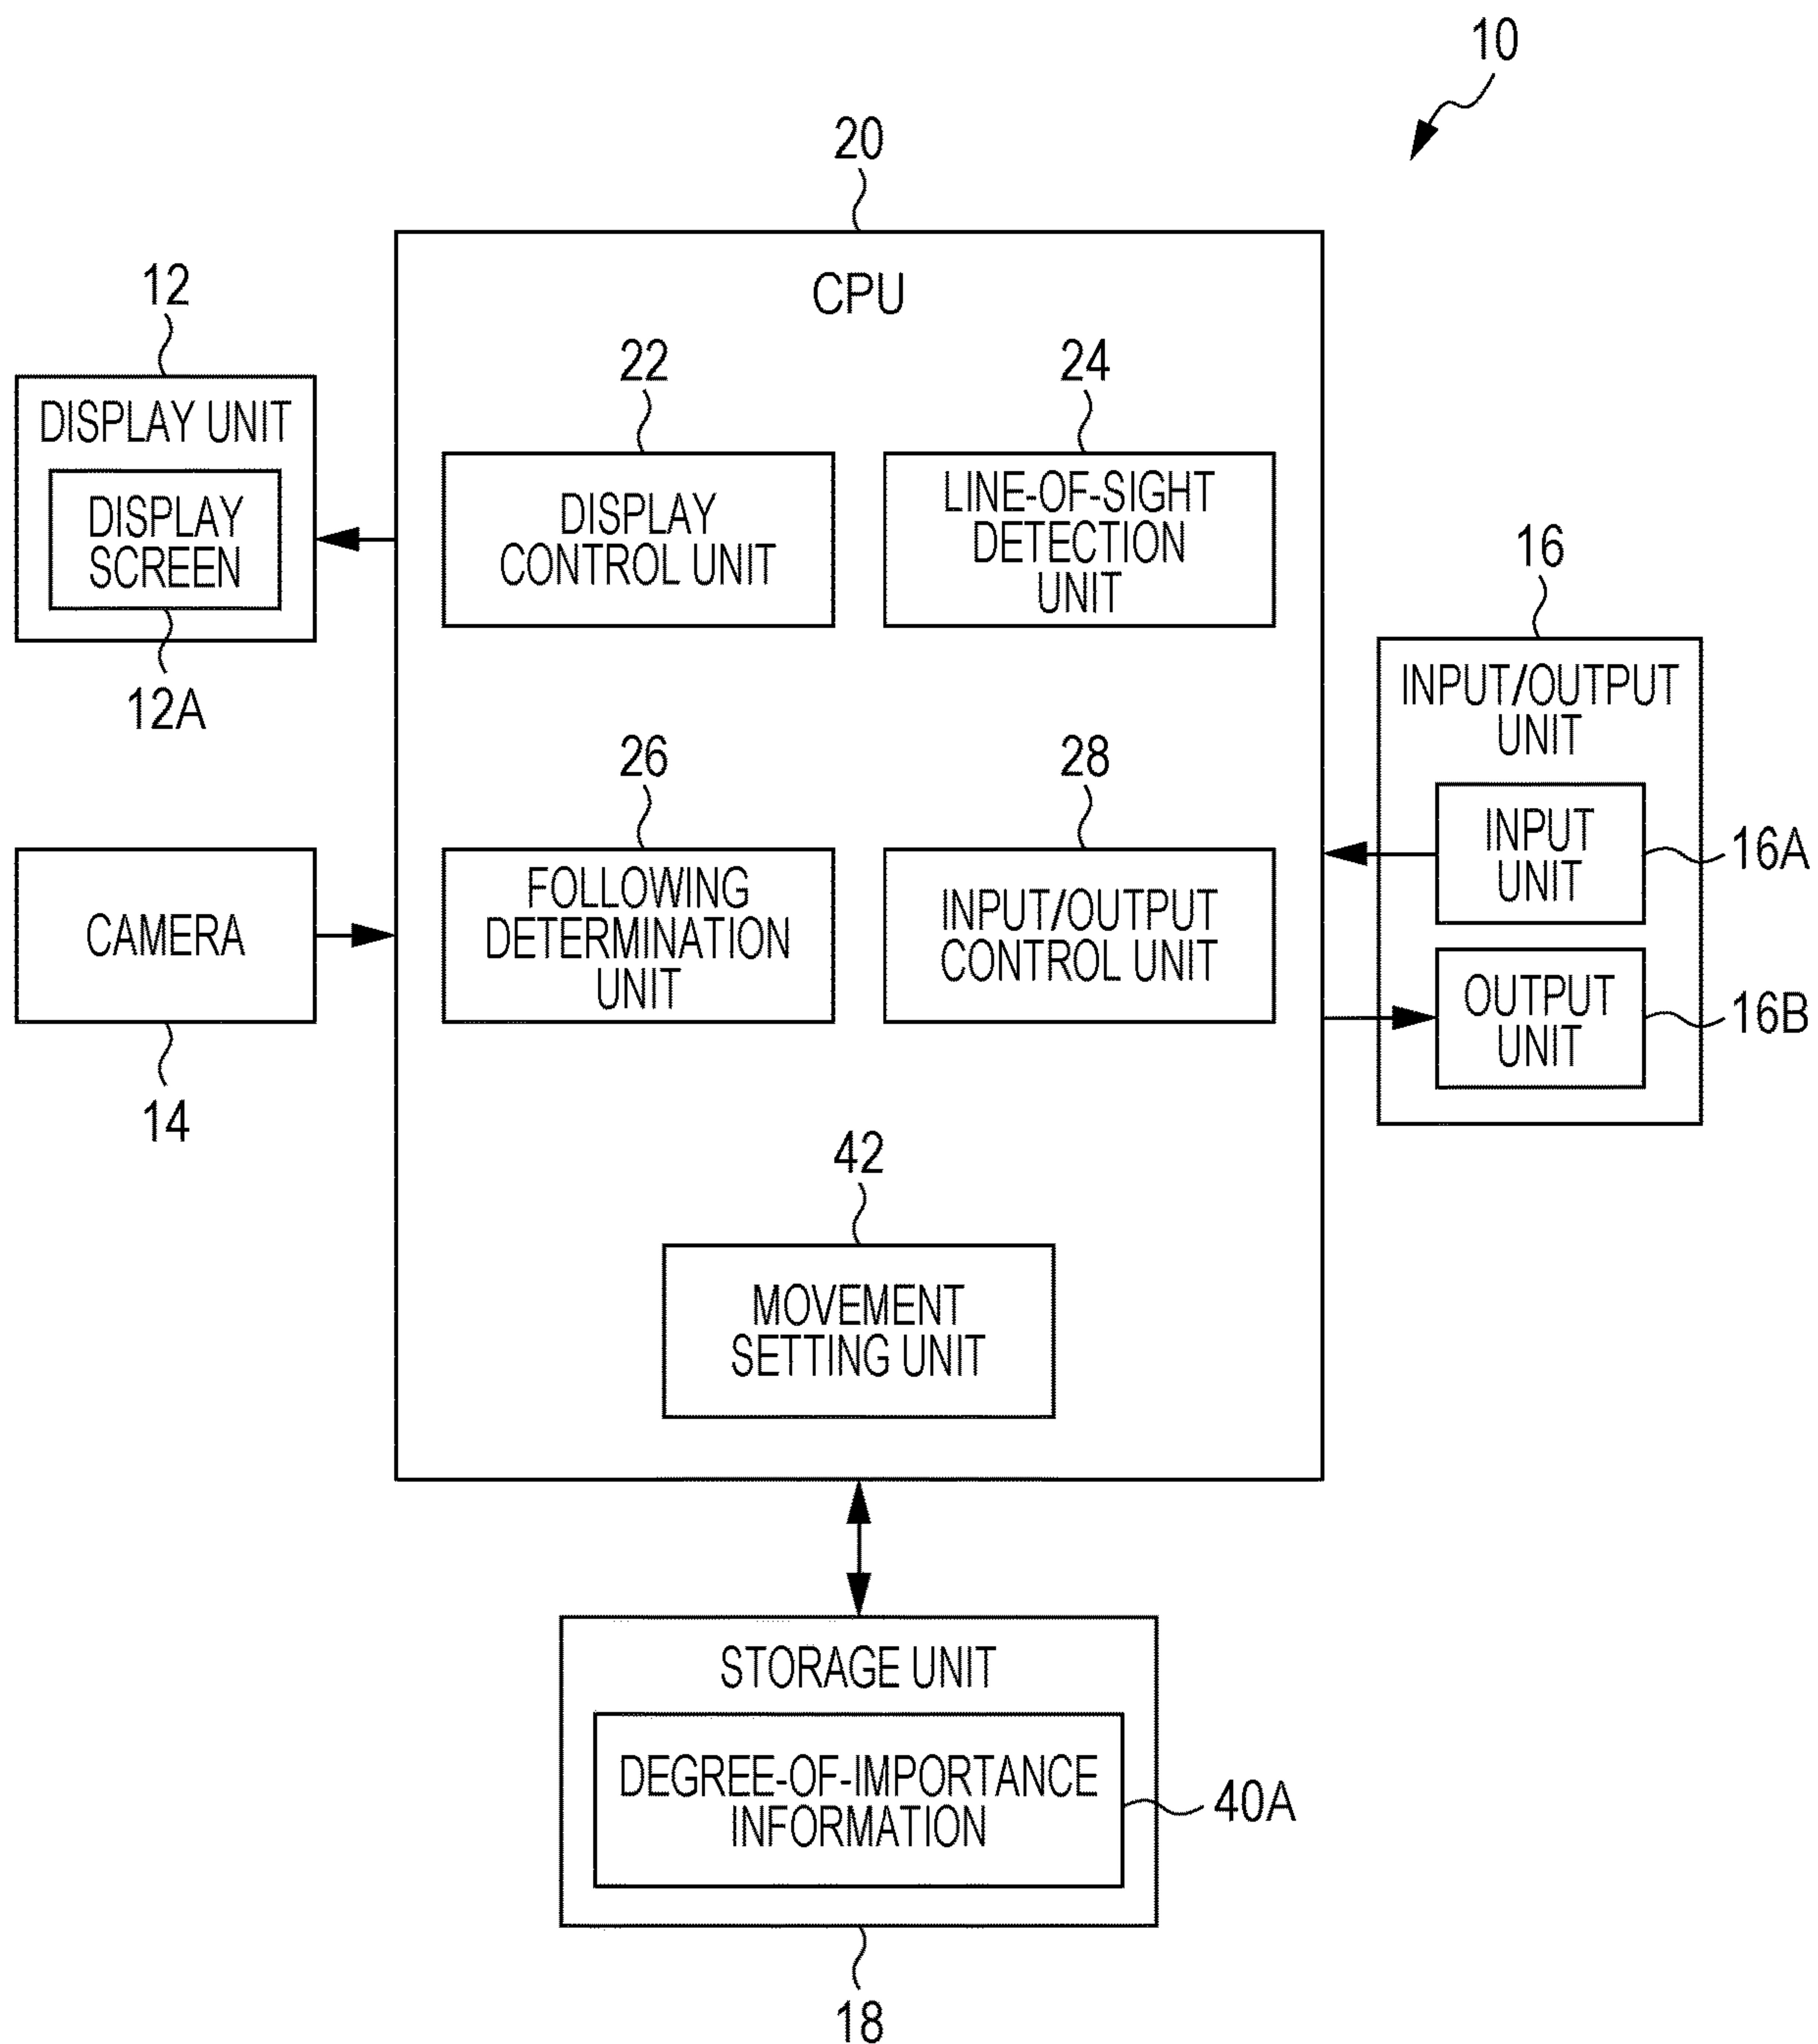 10
20
CPU
12
DISPLAY UNIT
DISPLAY
SCREEN
12A
22
DISPLAY
CONTROL UNIT
24
LINE-OF-SIGHT
DETECTION
UNIT
16
INPUT/OUTPUT
UNIT
INPUT
UNIT
16A
OUTPUT
UNIT
16B
26
FOLLOWING
DETERMINATION
UNIT
28
INPUT/OUTPUT
CONTROL UNIT
CAMERA
14
42
MOVEMENT
SETTING UNIT
STORAGE UNIT
DEGREE-OF-IMPORTANCE
INFORMATION
40A
18